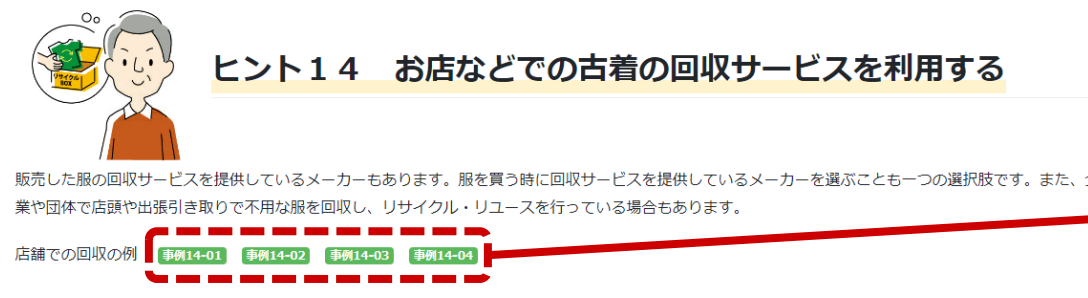 リサイクル
BOX
ヒント１４　お店などでの古着の回収サービスを利用する
販売した服の回収サービスを提供しているメーカーもあります。服を買う時に回収サービスを提供しているメーカーを選ぶことも一つの選択肢です。また、
業や団体で店頭や出張引き取りで不用な服を回収し、リサイクル・リユースを行っている場合もあります。
店舗での回収の例 事例14-01 事例14-02 事例14-03 事例14-04